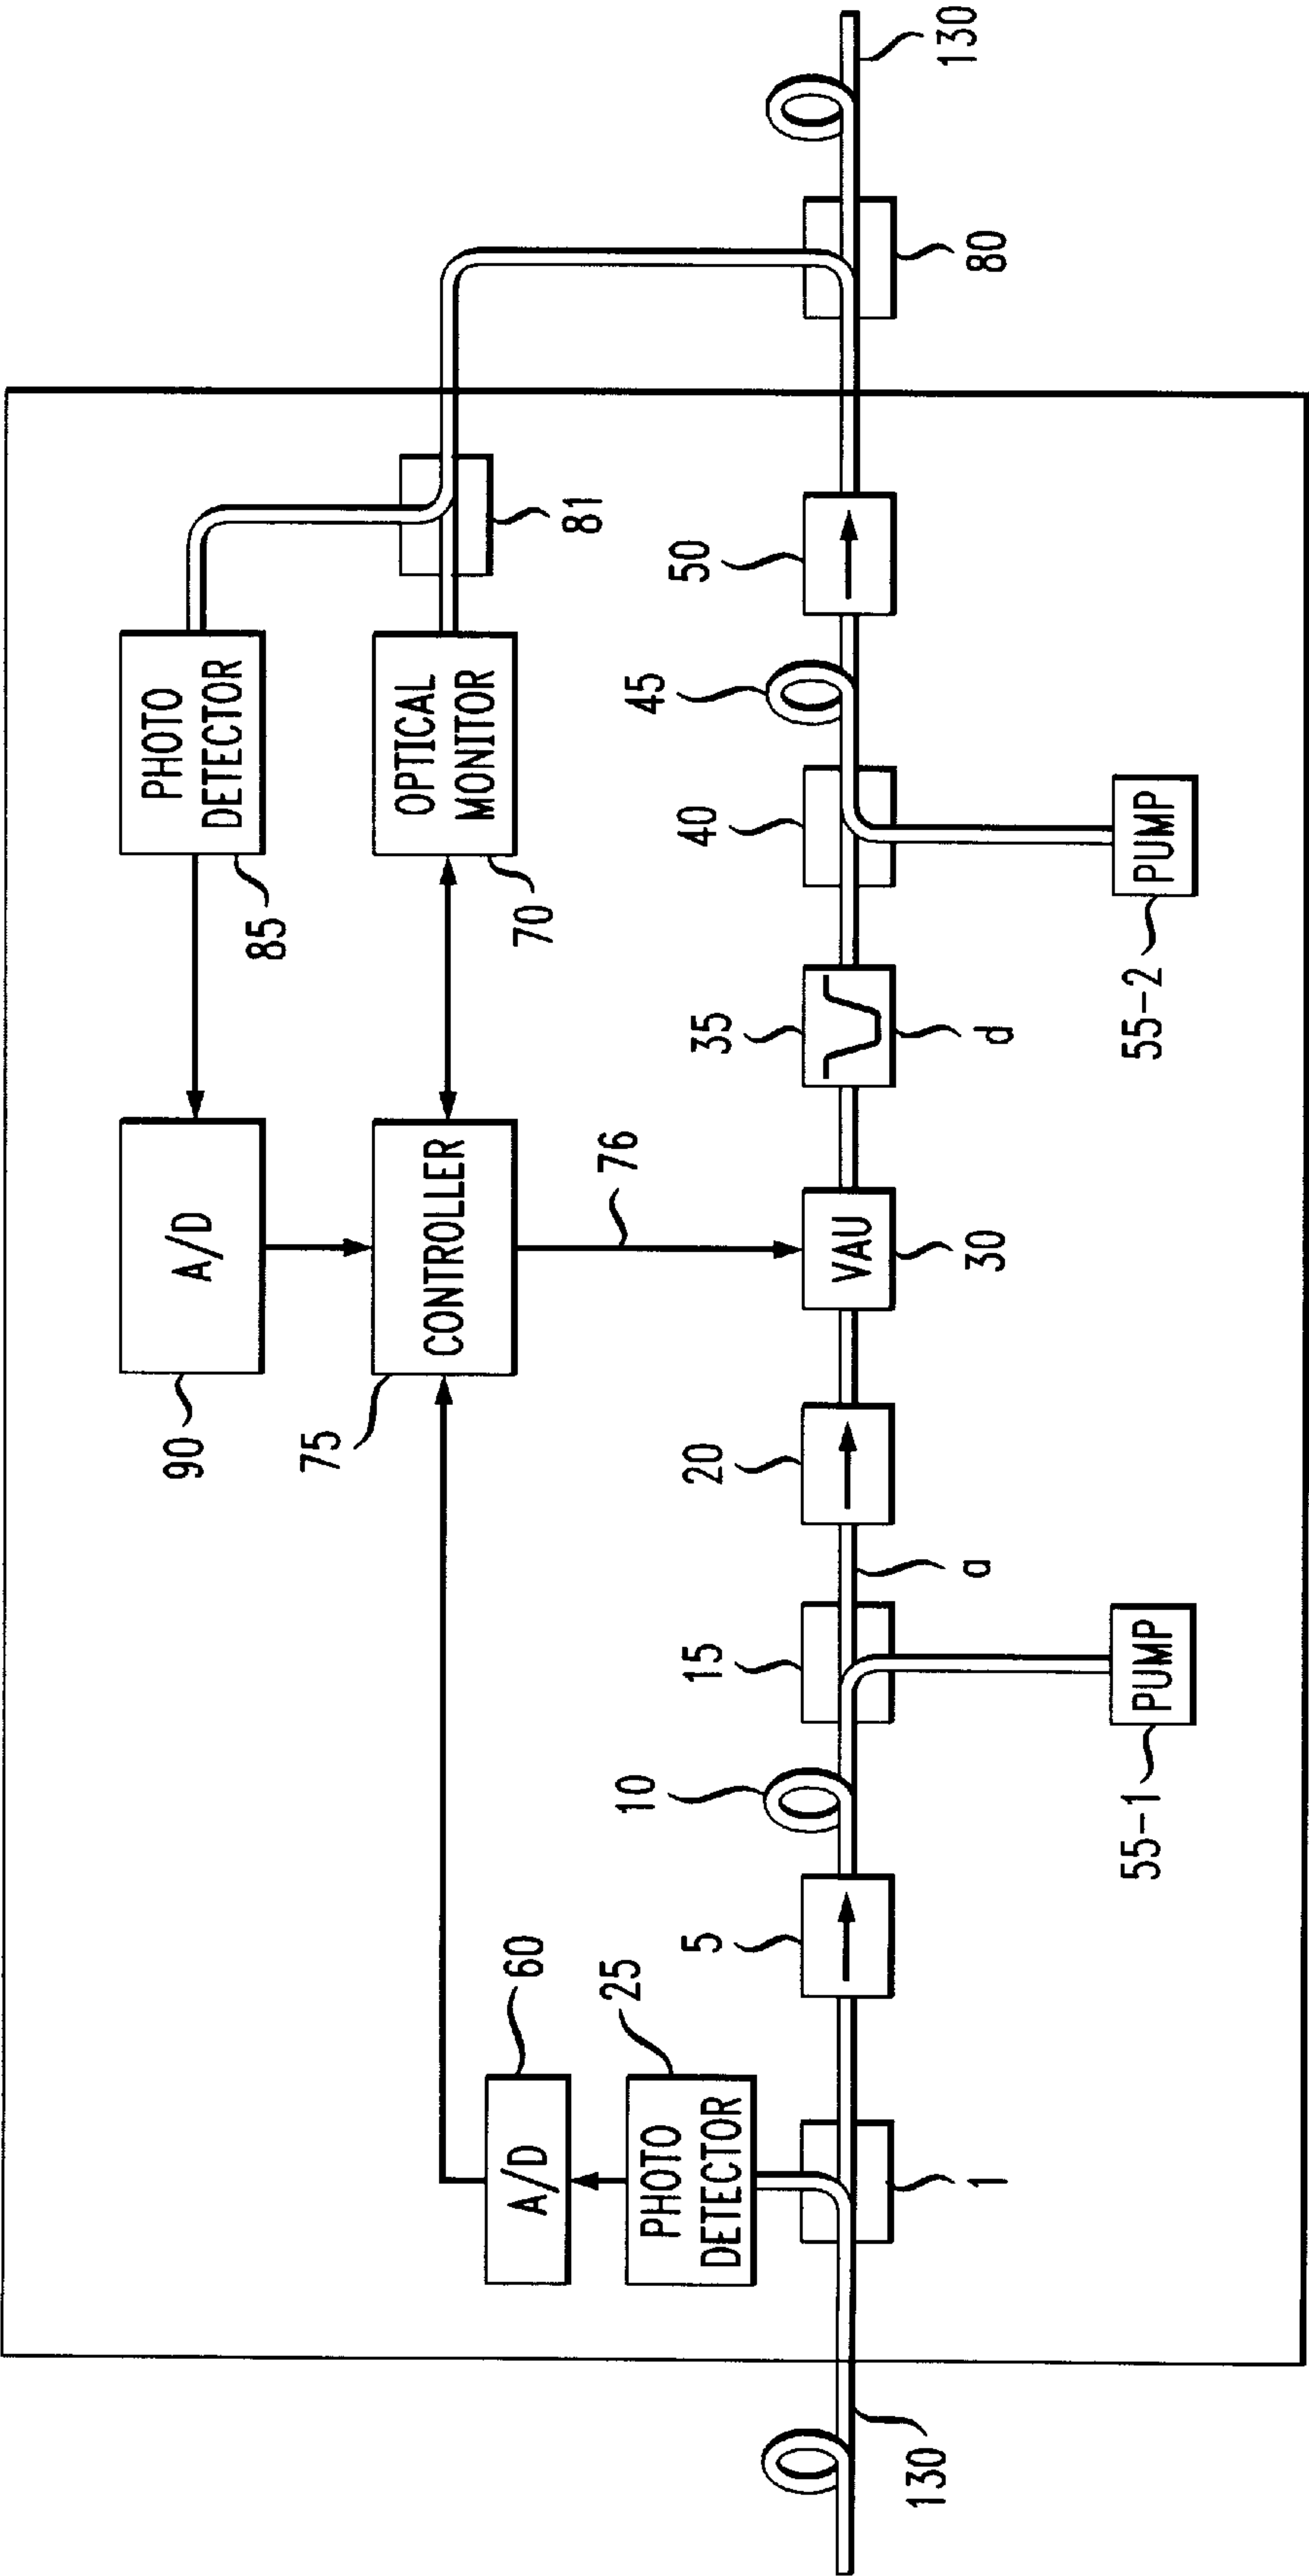 PHOTO
DETECTOR
85
A/D
90
OPTICAL
MONITOR
70
CONTROLLER
75
76
81
80
130
A/D
60
PHOTO
DETECTOR
25
130
1
5
10
15
a
20
VAU
30
35
d
40
45
50
PUMP
55-1
PUMP
55-2